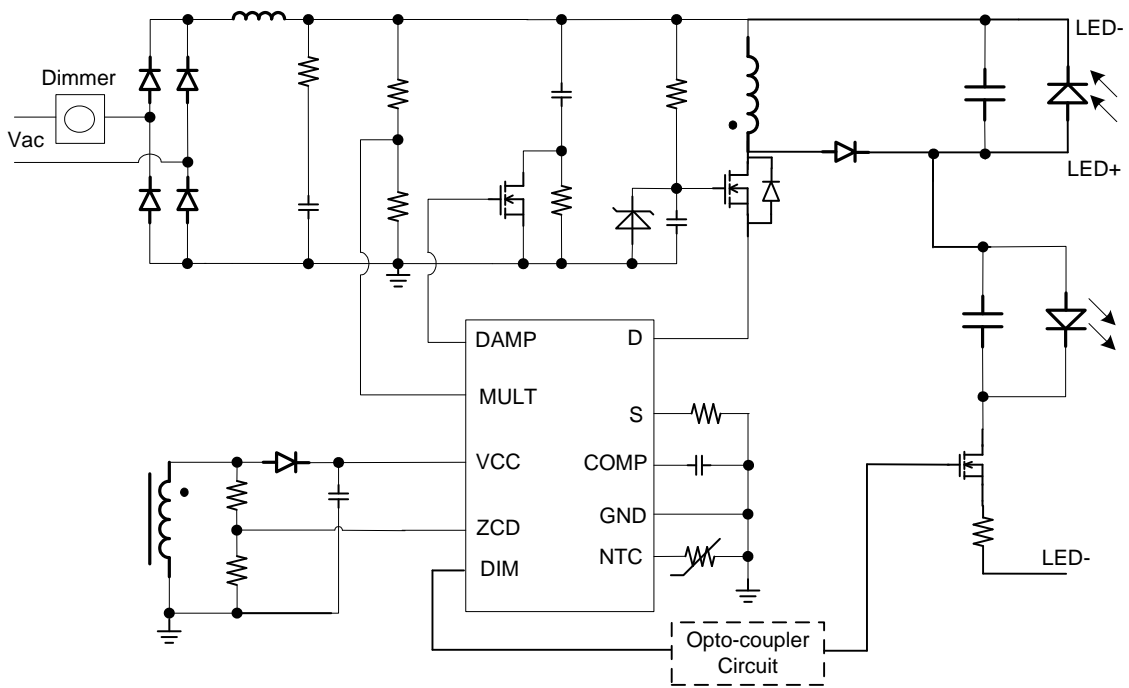 LED-
Dimmer
Vac
LED+
DAMP
D
MULT
S
VCC
COMP
GND
ZCD
NTC
DIM
LED-
Opto-coupler
Circuit